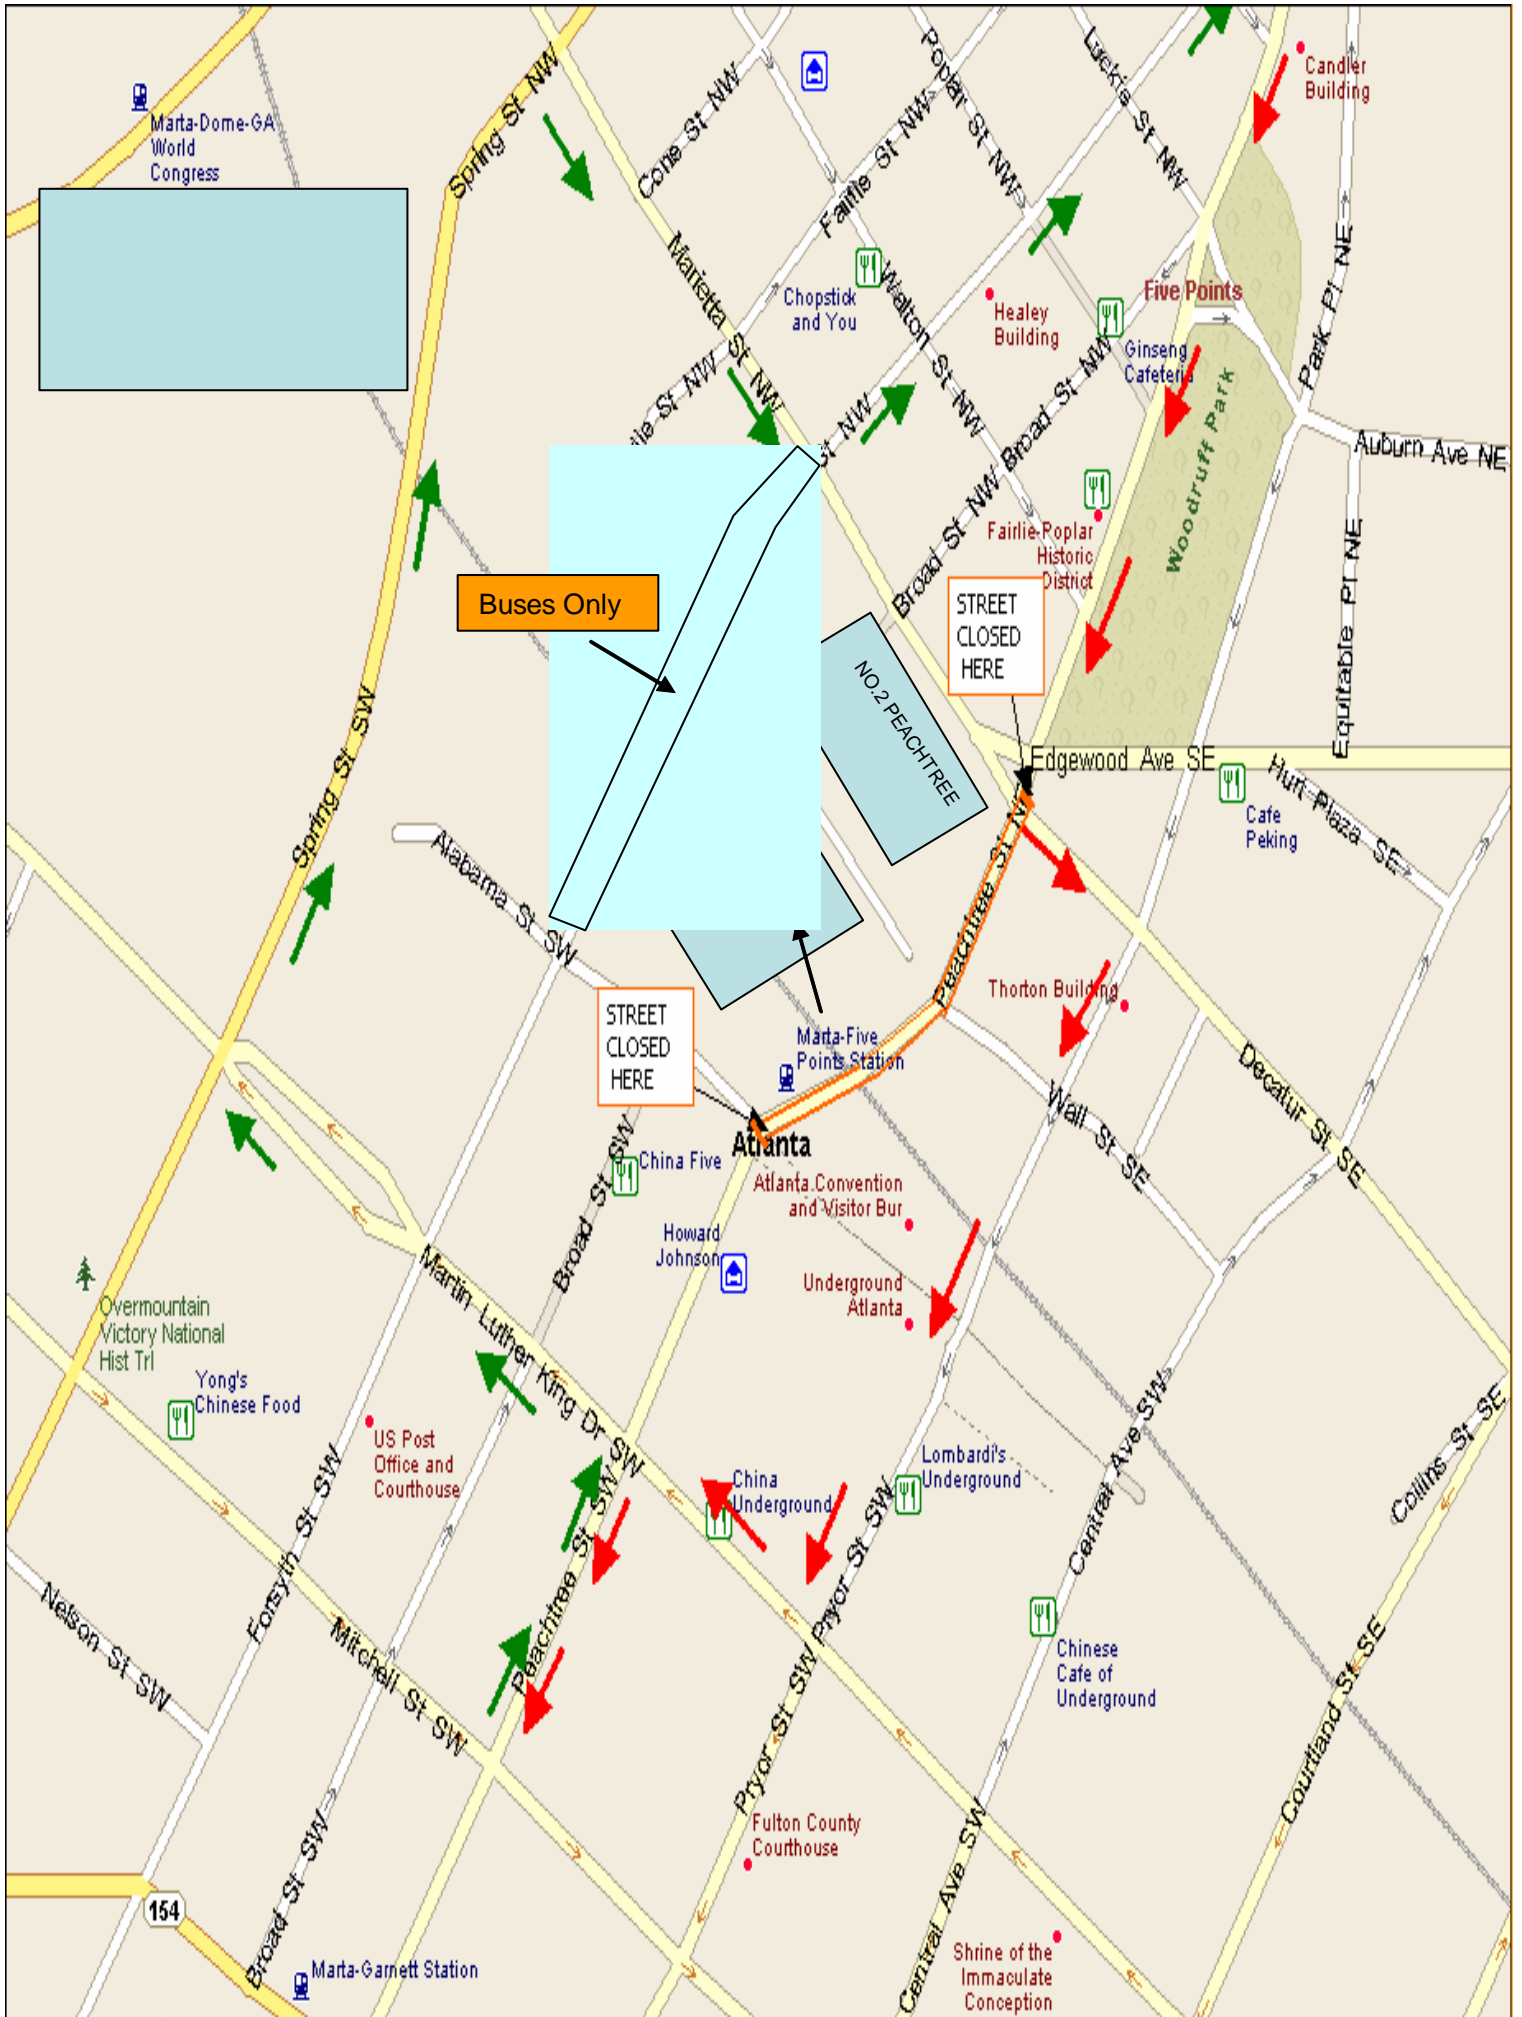 Candler
Building
Marta-Dome-GA
World
Congress
Spring St NW
Cone St NW
Poplar St NW
Luckie St NW
Fairlie St NW
Marietta St NW
Park Pl NE
Chopstick
and You
Walton St NW
Healey
Building
Five Points
Ginseng
Cafeteria
Broad St NW
St NW
lie St NW
Woodruff Park
Auburn Ave NE
Broad St NW
Fairlie-Poplar
Historic
District
Equitable Pl NE
Buses Only
STREET
CLOSED
HERE
NO.2 PEACHTREE
Edgewood Ave SE
Hurt Plaza SE
Cafe
Peking
Spring St SW
Alabama St SW
Peachtree St
Thorton Building
STREET
CLOSED
HERE
Marta-Five
Points Station
Decatur St SE
Wall St SE
Atlanta
China Five
Broad St SW
Atlanta Convention
and Visitor Bur
Howard
Johnson
Underground
Atlanta
Martin Luther King Dr SW
Overmountain
Victory National
Hist Trl
Yong's
Chinese Food
US Post
Office and
Courthouse
China
Underground
Lombardi's
Underground
Central Ave SW
Collins St SE
Forsyth St SW
Peachtree St SW
Pryor St SW
Nelson St SW
Mitchell St SW
Chinese
Cafe of
Underground
Pryor St SW
Courtland St SE
Fulton County
Courthouse
Broad St SW
154
Central Ave SW
Marta-Garnett Station
Shrine of the
Immaculate
Conception